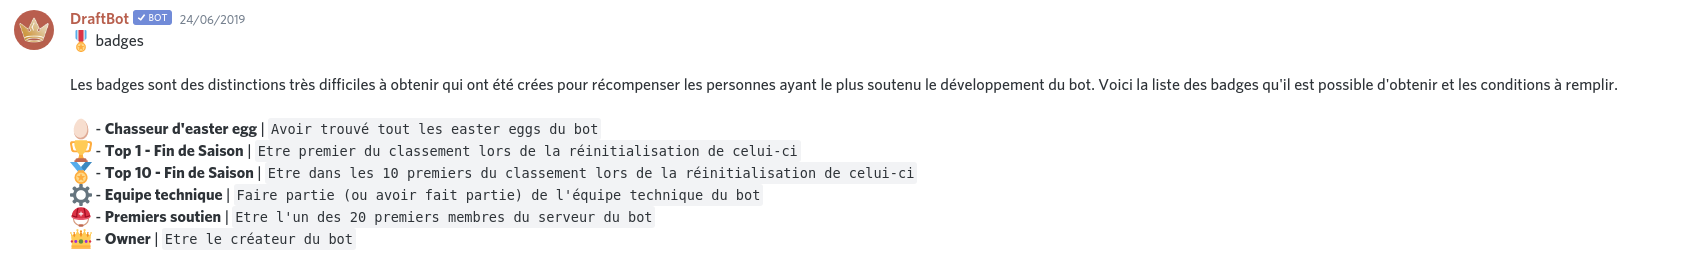 DraftBot BOT 24/06/2019
🎖️ badges
Les badges sont des distinctions très difficiles à obtenir qui ont été crées pour récompenser les personnes ayant le plus soutenu le développement du bot. Voici la liste des badges qu'il est possible d'obtenir et les conditions à remplir.
🥚 - Chasseur d'easter egg | Avoir trouvé tout les easter eggs du bot
🏆 - Top 1 - Fin de Saison | Etre premier du classement lors de la réinitialisation de celui-ci
🏅 - Top 10 - Fin de Saison | Etre dans les 10 premiers du classement lors de la réinitialisation de celui-ci
⚙️ - Equipe technique | Faire partie (ou avoir fait partie) de l'équipe technique du bot
⛑️ - Premiers soutien | Etre l'un des 20 premiers membres du serveur du bot
👑 - Owner | Etre le créateur du bot